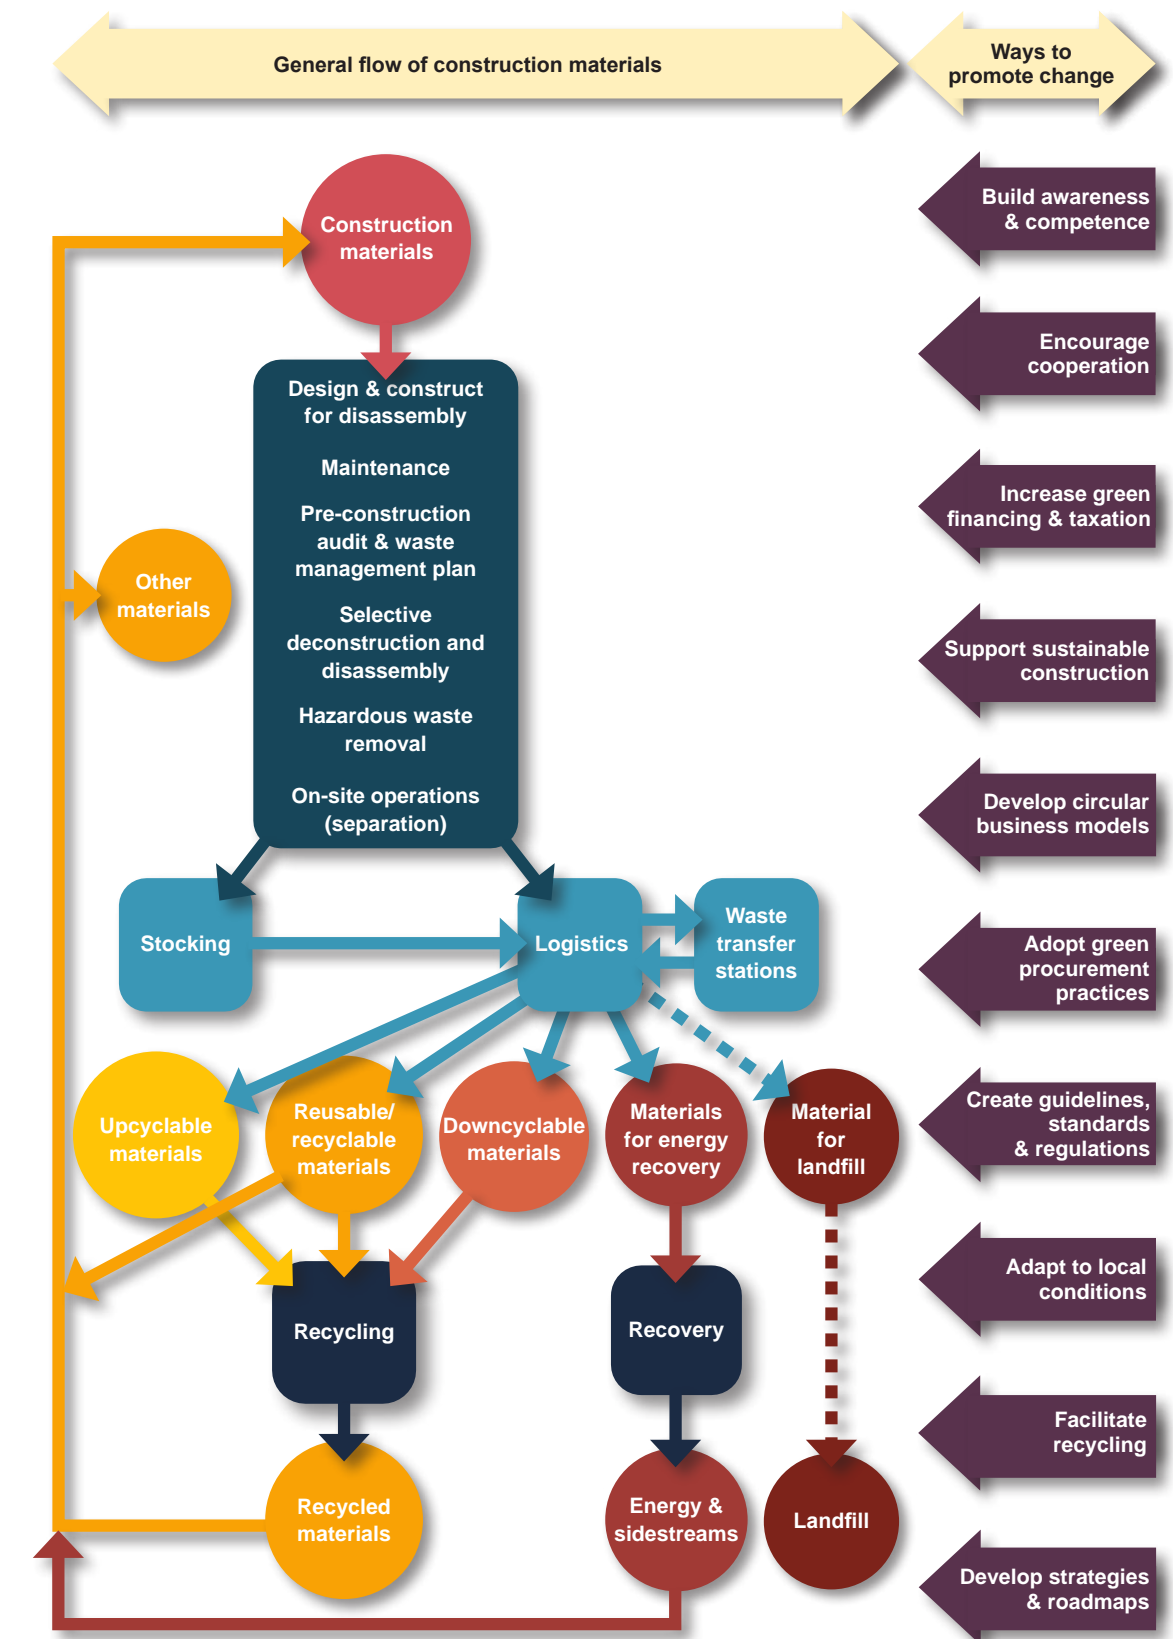 General flow of construction materials
Ways to
promote change
Construction
materials
Design & construct
for disassembly
Maintenance
Pre-construction
audit & waste
management plan
Selective
deconstruction and
disassembly
Hazardous waste
removal
On-site operations
(separation)
Other
materials
Stocking
Logistics
Waste
transfer
stations
Upcyclable
materials
Reusable/
recyclable
materials
Downcyclable
materials
Materials
for energy
recovery
Material
for
landfill
Recycling
Recovery
Recycled
materials
Energy &
sidestreams
Landfill
Build awareness
& competence
Encourage
cooperation
Increase green
financing & taxation
Support sustainable
construction
Develop circular
business models
Adopt green
procurement
practices
Create guidelines,
standards
& regulations
Adapt to local
conditions
Facilitate
recycling
Develop strategies
& roadmaps